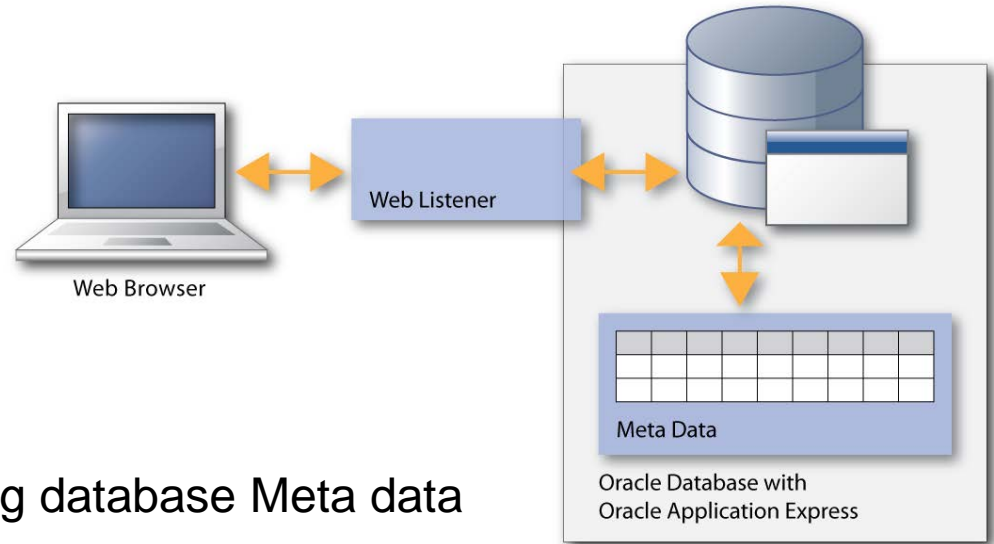 Web Browser
Web Listener
Meta Data
Oracle Database with
Oracle Application Express
g database Meta data